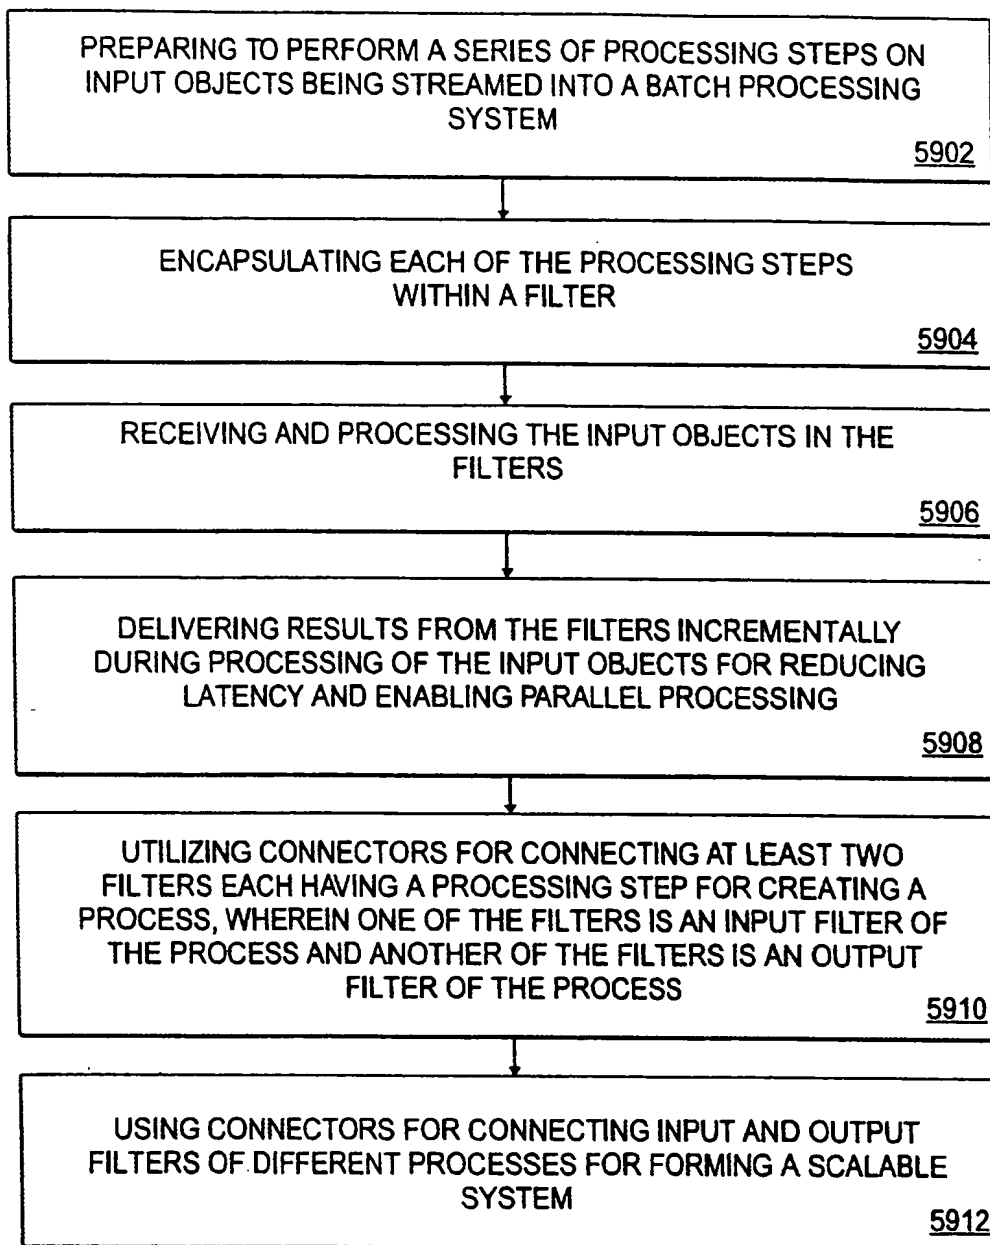 PREPARING TO PERFORM A SERIES OF PROCESSING STEPS ON
INPUT OBJECTS BEING STREAMED INTO A BATCH PROCESSING
SYSTEM
5902
ENCAPSULATING EACH OF THE PROCESSING STEPS
WITHIN A FILTER
5904
RECEIVING AND PROCESSING THE INPUT OBJECTS IN THE
FILTERS
5906
DELIVERING RESULTS FROM THE FILTERS INCREMENTALLY
DURING PROCESSING OF THE INPUT OBJECTS FOR REDUCING
LATENCY AND ENABLING PARALLEL PROCESSING
5908
UTILIZING CONNECTORS FOR CONNECTING AT LEAST TWO
FILTERS EACH HAVING A PROCESSING STEP FOR CREATING A
PROCESS, WHEREIN ONE OF THE FILTERS IS AN INPUT FILTER OF
THE PROCESS AND ANOTHER OF THE FILTERS IS AN OUTPUT
FILTER OF THE PROCESS
5910
USING CONNECTORS FOR CONNECTING INPUT AND OUTPUT
FILTERS OF DIFFERENT PROCESSES FOR FORMING A SCALABLE
SYSTEM
5912